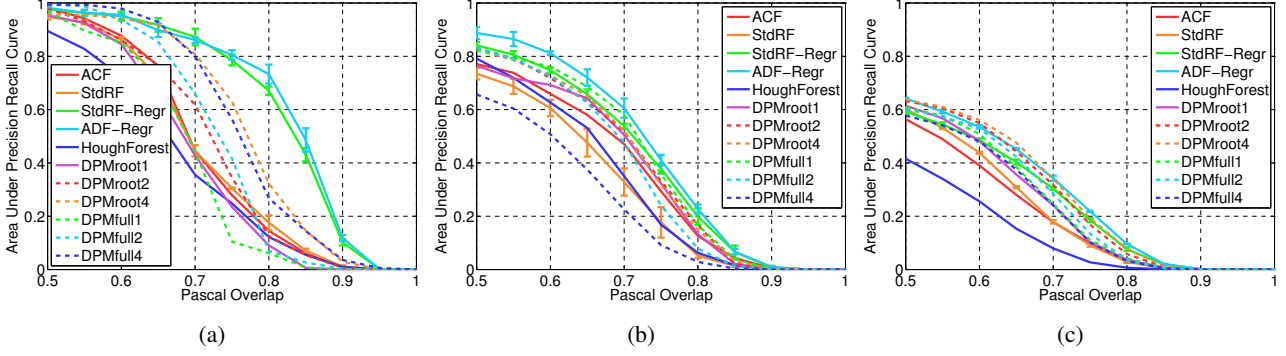 Area Under Precision Recall Curve
1
0.8
0.6
0.4
0.2
0
0.5 0.6 0.7 0.8 0.9 1
Pascal Overlap
ACF
StdRF
StdRF-Regr
ADF-Regr
HoughForest
DPMroot1
DPMroot2
DPMroot4
DPMfull1
DPMfull2
DPMfull4
(a)
Area Under Precision Recall Curve
1
0.8
0.6
0.4
0.2
0
0.5 0.6 0.7 0.8 0.9 1
Pascal Overlap
ACF
StdRF
StdRF-Regr
ADF-Regr
HoughForest
DPMroot1
DPMroot2
DPMroot4
DPMfull1
DPMfull2
DPMfull4
(b)
Area Under Precision Recall Curve
1
0.8
0.6
0.4
0.2
0
0.5 0.6 0.7 0.8 0.9 1
Pascal Overlap
ACF
StdRF
StdRF-Regr
ADF-Regr
HoughForest
DPMroot1
DPMroot2
DPMroot4
DPMfull1
DPMfull2
DPMfull4
(c)